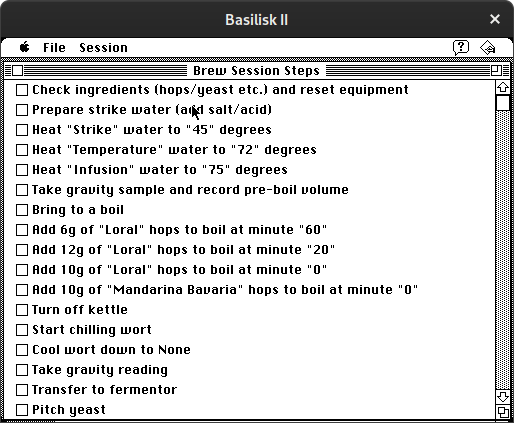 Basilisk II
File Session
Brew Session Steps
Check ingredients (hops/yeast etc.) and reset equipment
Prepare strike water (add salt/acid)
Heat "Strike" water to "45" degrees
Heat "Temperature" water to "72" degrees
Heat "Infusion" water to "75" degrees
Take gravity sample and record pre-boil volume
Bring to a boil
Add 6g of "Loral" hops to boil at minute "60"
Add 12g of "Loral" hops to boil at minute "20"
Add 10g of "Loral" hops to boil at minute "0"
Add 10g of "Mandarina Bavaria" hops to boil at minute "0"
Turn off kettle
Start chilling wort
Cool wort down to None
Take gravity reading
Transfer to fermentor
Pitch yeast